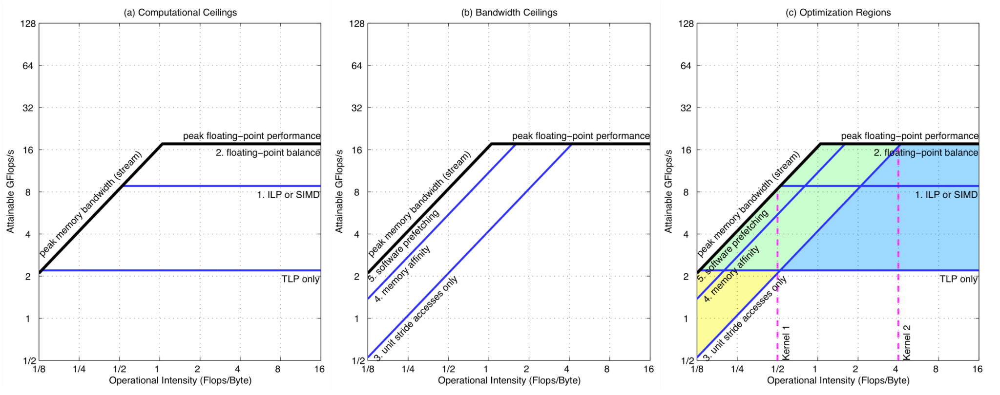 (a) Computational Ceilings
128
64
32
16
8
4
2
1
1/2
Attainable GFlops/s
peak floating−point performance
2. floating−point balance
peak memory bandwidth (stream)
1. ILP or SIMD
TLP only
1/8 1/4 1/2 1 2 4 8 16
Operational Intensity (Flops/Byte)
(b) Bandwidth Ceilings
128
64
32
16
8
4
2
1
1/2
Attainable GFlops/s
peak floating−point performance
peak memory bandwidth (stream)
5. software prefetching
4. memory affinity
3. unit stride accesses only
1/8 1/4 1/2 1 2 4 8 16
Operational Intensity (Flops/Byte)
(c) Optimization Regions
128
64
32
16
8
4
2
1
1/2
Attainable GFlops/s
peak floating−point performance
2. floating−point balance
peak memory bandwidth (stream)
1. ILP or SIMD
5. software prefetching
4. memory affinity
TLP only
3. unit stride accesses only
Kernel 1
Kernel 2
1/8 1/4 1/2 1 2 4 8 16
Operational Intensity (Flops/Byte)